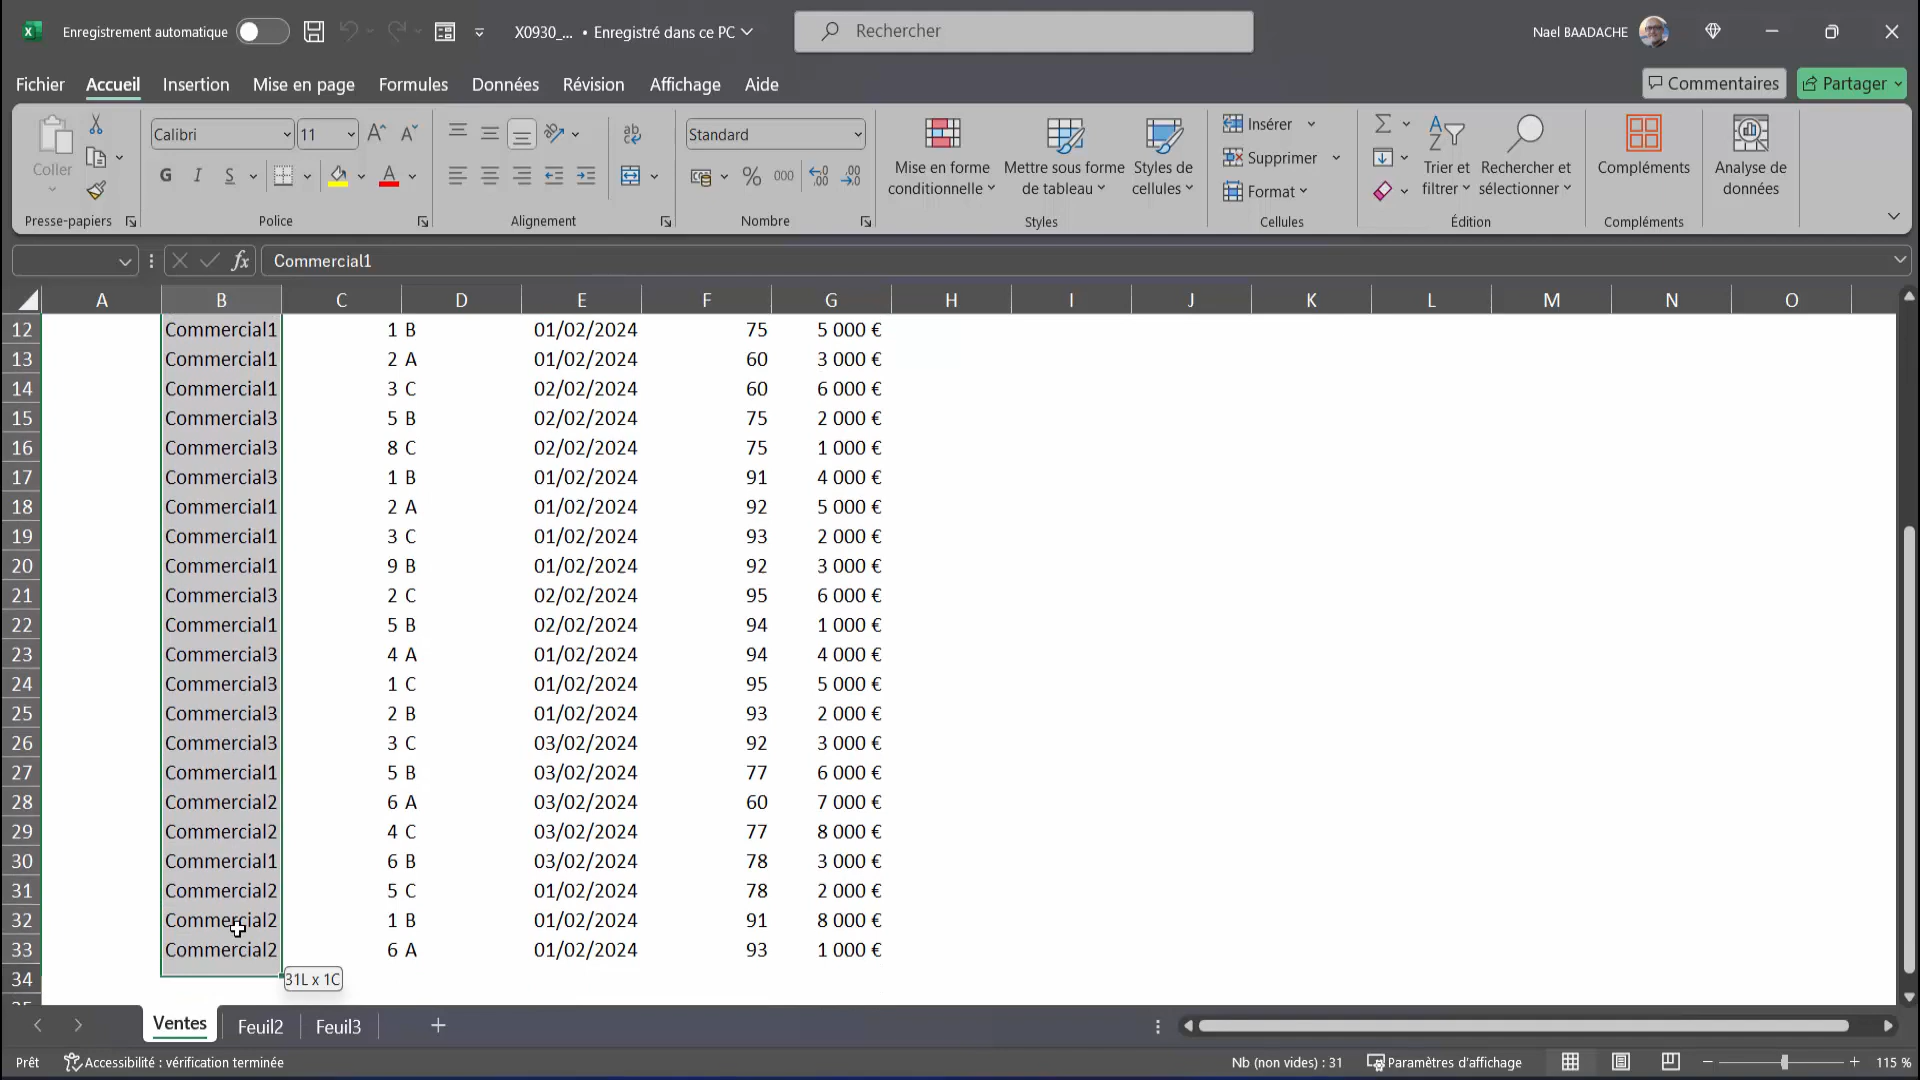 Enregistrement automatique X0930_... • Enregistré dans ce PC Rechercher Nael BAADACHE
Fichier Accueil Insertion Mise en page Formules Données Révision Affichage Aide Commentaires Partager
Coller Calibri 11 Standard Mise en forme conditionnelle Mettre sous forme de tableau Styles de cellules Insérer Supprimer Format Trier et filtrer Rechercher et sélectionner Compléments Analyse de données
G I S % 000
Presse-papiers Police Alignement Nombre Styles Cellules Édition Compléments
fx Commercial1
A B C D E F G H I J K L M N O
12 Commercial1 1 B 01/02/2024 75 5 000 €
13 Commercial1 2 A 01/02/2024 60 3 000 €
14 Commercial1 3 C 02/02/2024 60 6 000 €
15 Commercial3 5 B 02/02/2024 75 2 000 €
16 Commercial3 8 C 02/02/2024 75 1 000 €
17 Commercial3 1 B 01/02/2024 91 4 000 €
18 Commercial1 2 A 01/02/2024 92 5 000 €
19 Commercial1 3 C 01/02/2024 93 2 000 €
20 Commercial1 9 B 01/02/2024 92 3 000 €
21 Commercial3 2 C 02/02/2024 95 6 000 €
22 Commercial1 5 B 02/02/2024 94 1 000 €
23 Commercial3 4 A 01/02/2024 94 4 000 €
24 Commercial3 1 C 01/02/2024 95 5 000 €
25 Commercial3 2 B 01/02/2024 93 2 000 €
26 Commercial3 3 C 03/02/2024 92 3 000 €
27 Commercial1 5 B 03/02/2024 77 6 000 €
28 Commercial2 6 A 03/02/2024 60 7 000 €
29 Commercial2 4 C 03/02/2024 77 8 000 €
30 Commercial1 6 B 03/02/2024 78 3 000 €
31 Commercial2 5 C 01/02/2024 78 2 000 €
32 Commercial2 1 B 01/02/2024 91 8 000 €
33 Commercial2 6 A 01/02/2024 93 1 000 €
34 31L x 1C
Ventes Feuil2 Feuil3
Prêt Accessibilité : vérification terminée Nb (non vides) : 31 Paramètres d'affichage 115 %